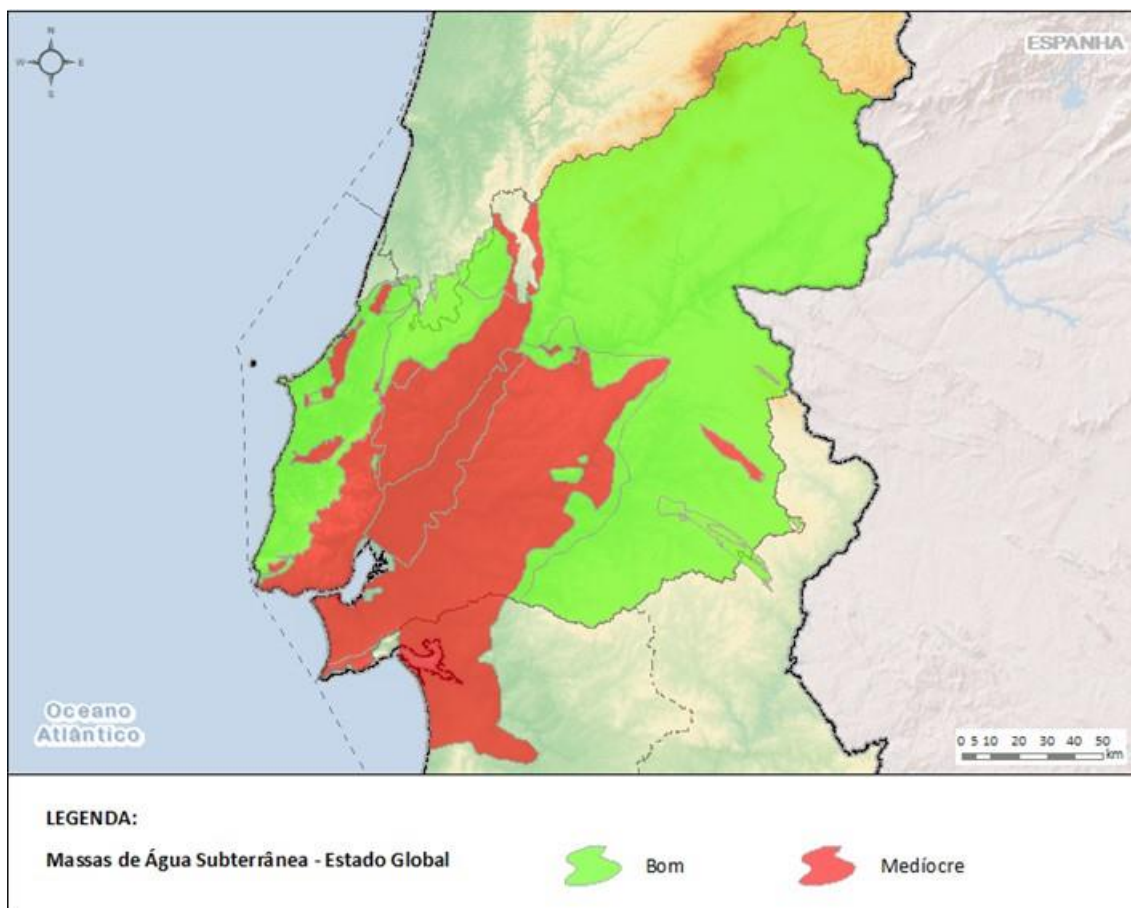 N
W E
S
ESPANHA
Oceano
Atlântico
0 5 10 20 30 40 50
km
LEGENDA:
Massas de Água Subterrânea - Estado Global
Bom
Medíocre